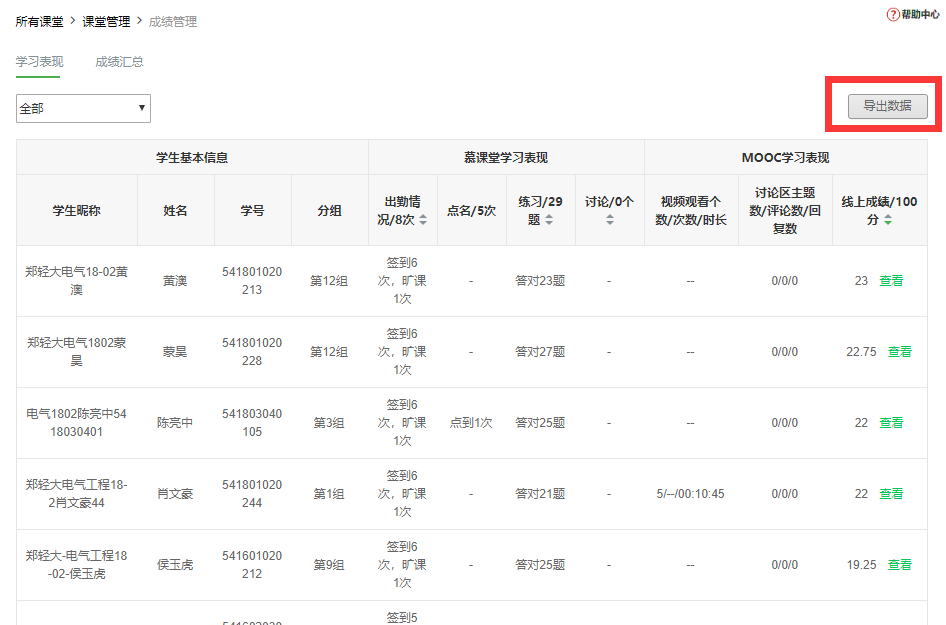 所有课堂 > 课堂管理 > 成绩管理
?帮助中心
学习表现 成绩汇总
全部
导出数据
学生基本信息 慕课堂学习表现 MOOC学习表现
学生昵称 姓名 学号 分组 出勤情况/8次 点名/5次 练习/29题 讨论/0个 视频观看个数/次数/时长 讨论区主题数/评论数/回复数 线上成绩/100分
郑轻大电气18-02黄澳 黄澳 541801020213 第12组 签到6次，旷课1次 - 答对23题 - -- 0/0/0 23 查看
郑轻大电气1802蒙昊 蒙昊 541801020228 第12组 签到6次，旷课1次 - 答对27题 - -- 0/0/0 22.75 查看
电气1802陈亮中5418030401 陈亮中 541803040105 第3组 签到6次，旷课1次 点到1次 答对25题 - -- 0/0/0 22 查看
郑轻大电气工程18-2肖文豪44 肖文豪 541801020244 第1组 签到6次，旷课1次 - 答对21题 - 5/--/00:10:45 0/0/0 22 查看
郑轻大-电气工程18-02-侯玉虎 侯玉虎 541601020212 第9组 签到6次，旷课1次 - 答对25题 - -- 0/0/0 19.25 查看
签到5